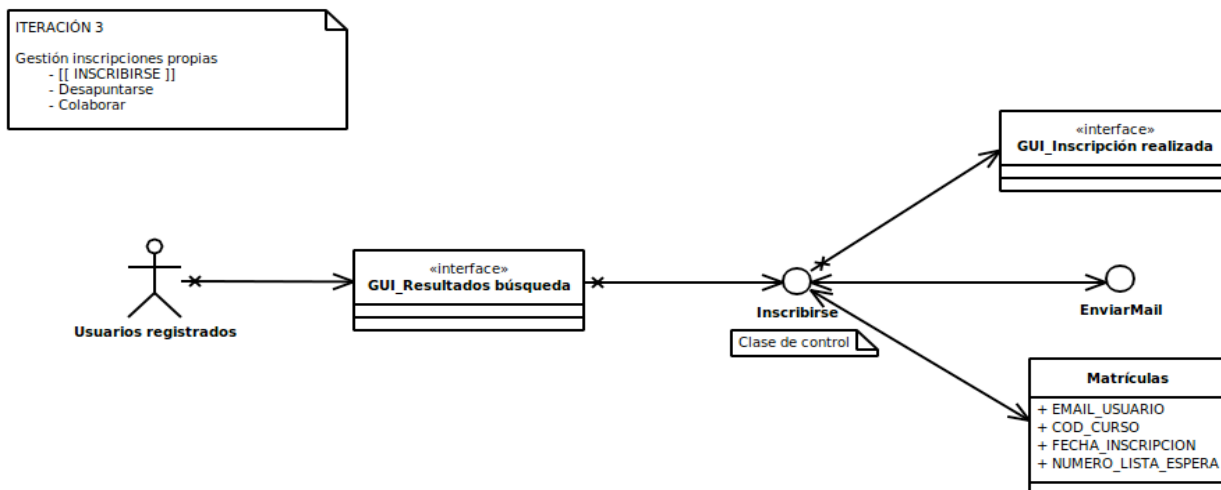 ITERACIÓN 3
Gestión inscripciones propias
- [[ INSCRIBIRSE ]]
- Desapuntarse
- Colaborar
«interface»
GUI_Inscripción realizada
«interface»
GUI_Resultados búsqueda
Usuarios registrados
Inscribirse
Clase de control
EnviarMail
Matrículas
+ EMAIL_USUARIO
+ COD_CURSO
+ FECHA_INSCRIPCION
+ NUMERO_LISTA_ESPERA